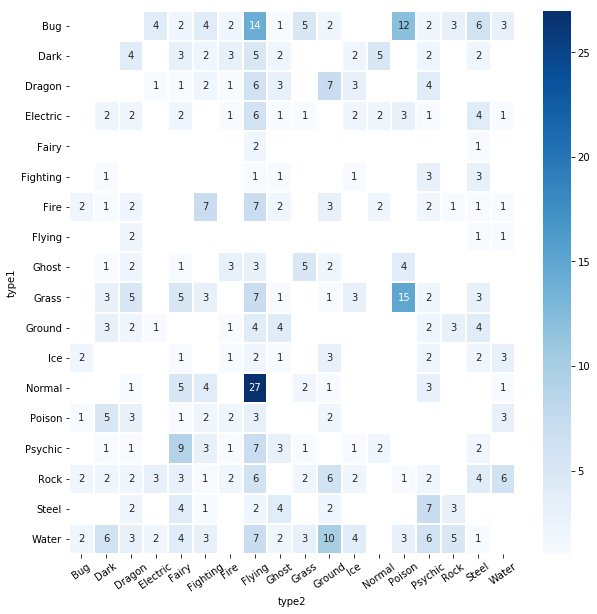 Bug 4 2 4 2 14 1 5 2 12 2 3 6 3
Dark 4 3 2 3 5 2 2 5 2 2
Dragon 1 1 2 1 6 3 7 3 4
Electric 2 2 2 1 6 1 1 2 2 3 1 4 1
Fairy 2 1
Fighting 1 1 1 1 3 3
Fire 2 1 2 7 7 2 3 2 2 1 1 1
Flying 2 1 1
Ghost 1 2 1 3 3 5 2 4
Grass 3 5 5 3 7 1 1 3 15 2 3
Ground 3 2 1 1 4 4 2 3 4
Ice 2 1 1 2 1 3 2 2 3
Normal 1 5 4 27 2 1 3 1
Poison 1 5 3 1 2 2 3 2 3
Psychic 1 1 9 3 1 7 3 1 1 2 2
Rock 2 2 2 3 3 1 2 6 2 6 2 1 2 4 6
Steel 2 4 1 2 4 2 7 3
Water 2 6 3 2 4 3 7 2 3 10 4 3 6 5 1
type1
Bug Dark Dragon Electric Fairy Fighting Fire Flying Ghost Grass Ground Ice Normal Poison Psychic Rock Steel Water
type2
25
20
15
10
5